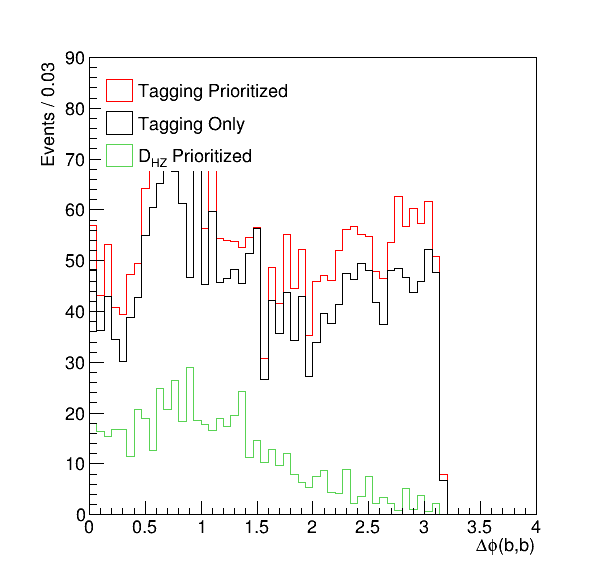 Events / 0.03
90
80
70
60
50
40
30
20
10
0
Tagging Prioritized
Tagging Only
D_HZ Prioritized
0 0.5 1 1.5 2 2.5 3 3.5 4
Δϕ(b,b)